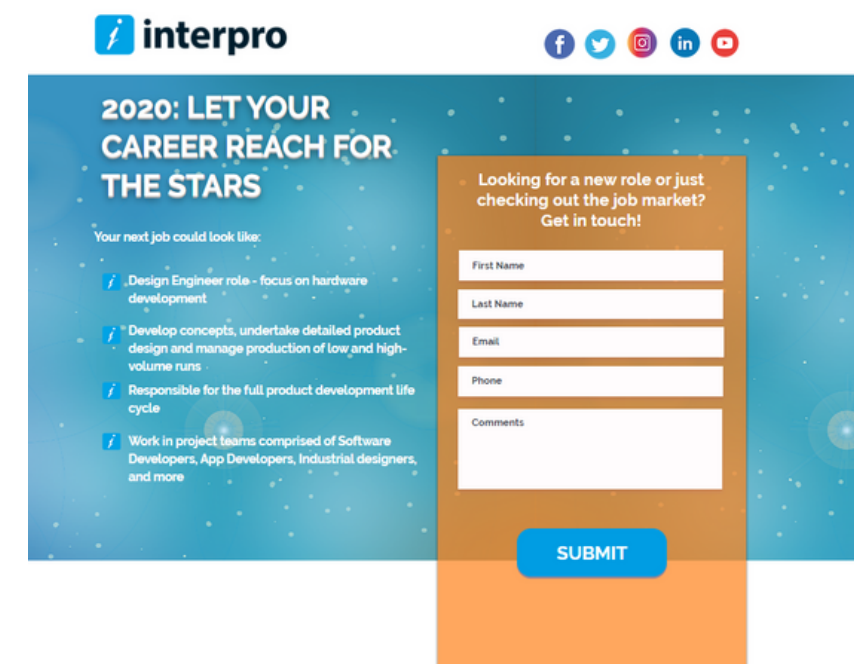 interpro
2020: LET YOUR
CAREER REACH FOR
THE STARS
Your next job could look like:
Design Engineer role - focus on hardware
development
Develop concepts, undertake detailed product
design and manage production of low and high-
volume runs
Responsible for the full product development life
cycle
Work in project teams comprised of Software
Developers, App Developers, Industrial designers,
and more
Looking for a new role or just
checking out the job market?
Get in touch!
First Name
Last Name
Email
Phone
Comments
SUBMIT